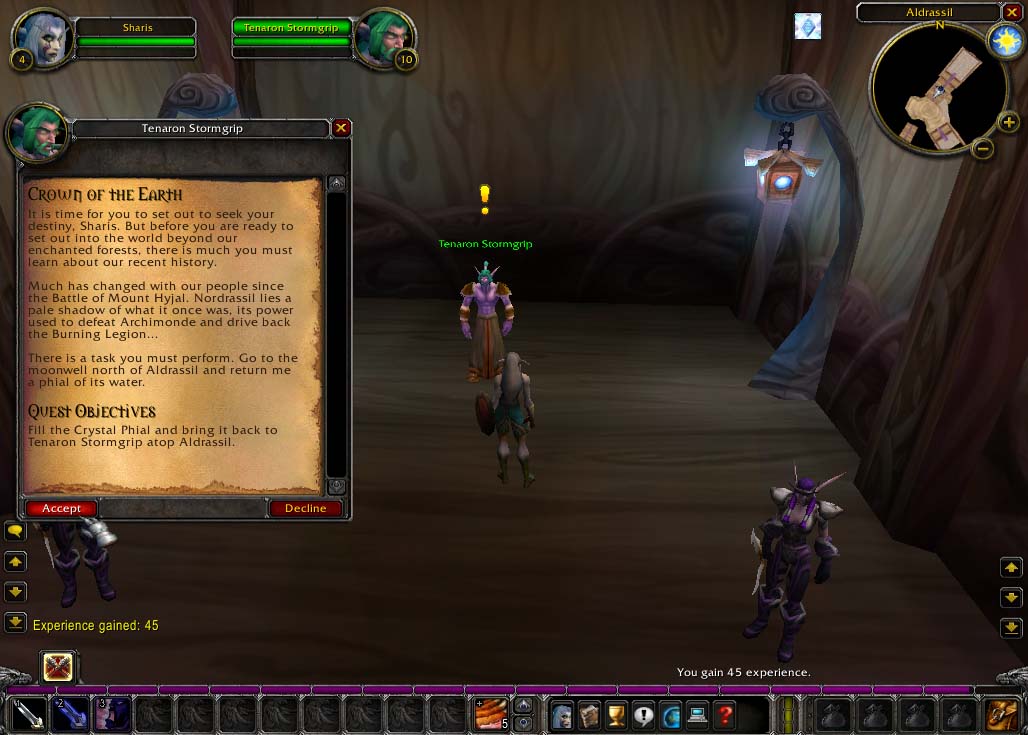 Sharis
4
Tenaron Stormgrip
10
Aldrassil
N
Tenaron Stormgrip
Crown of the Earth
It is time for you to set out to seek your
destiny, Sharis. But before you are ready to
set out into the world beyond our
enchanted forests, there is much you must
learn about our recent history.
Much has changed with our people since
the Battle of Mount Hyjal. Nordrassil lies a
pale shadow of what it once was, its power
used to defeat Archimonde and drive back
the Burning Legion...
There is a task you must perform. Go to the
moonwell north of Aldrassil and return me
a phial of its water.
Quest Objectives
Fill the Crystal Phial and bring it back to
Tenaron Stormgrip atop Aldrassil.
Accept
Decline
Tenaron Stormgrip
Experience gained: 45
You gain 45 experience.
1
2
3
5